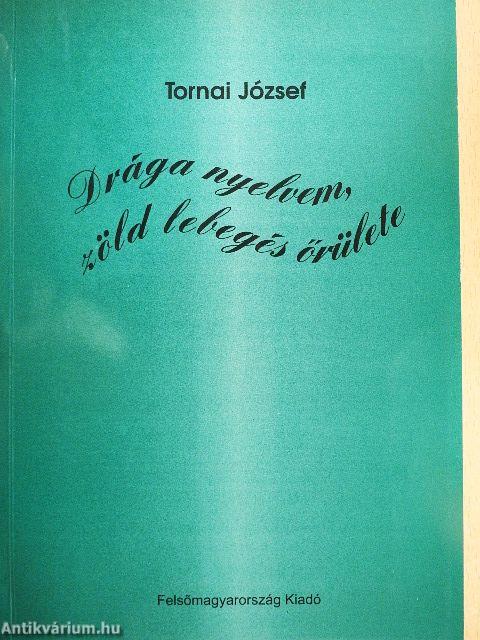 Tornai József
Drága nyelvem,
zöld lebegés őrülete
Felsőmagyarország Kiadó
Antikvárium.hu